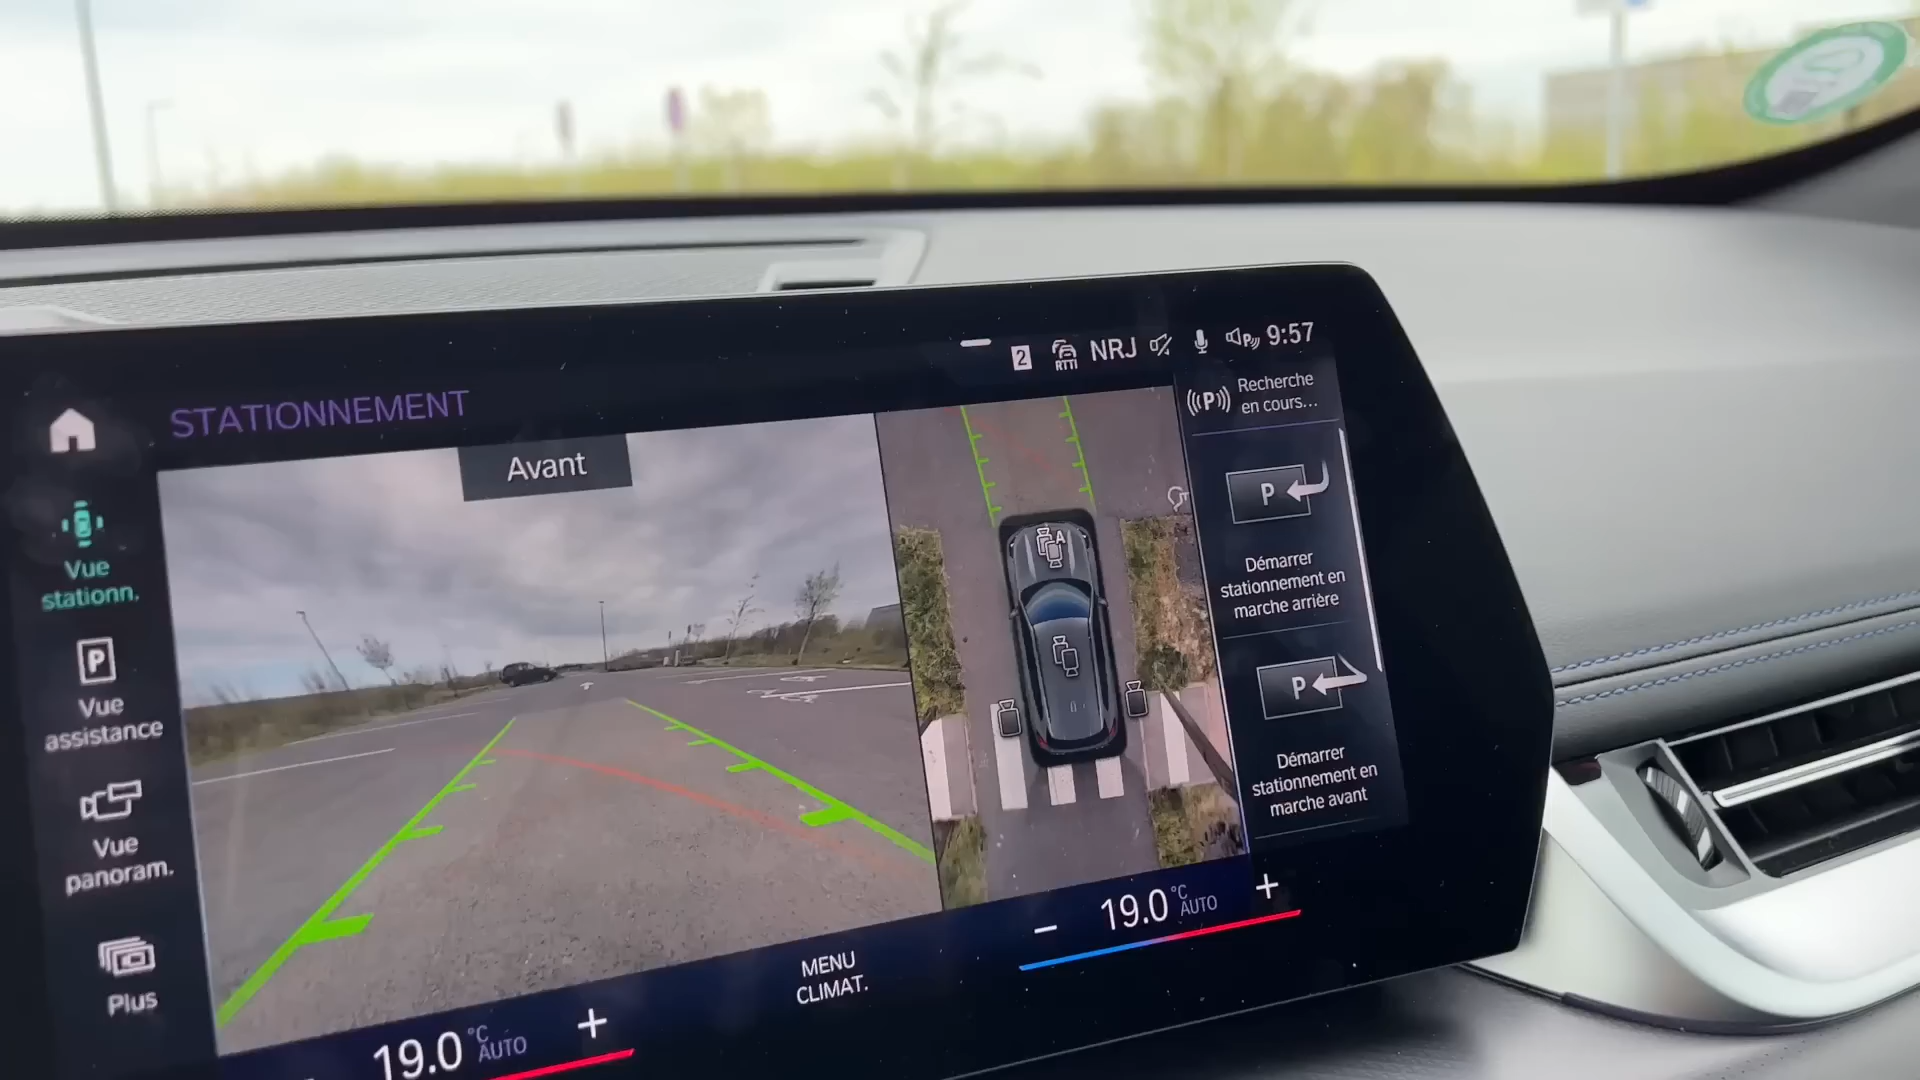 2 RTTI NRJ P 9:57
STATIONNEMENT
Avant
Vue
stationn.
P
Vue
assistance
Vue
panoram.
Plus
A
((P)) Recherche
en cours...
P
Démarrer
stationnement en
marche arrière
P
Démarrer
stationnement en
marche avant
19.0 °C AUTO +
MENU
CLIMAT.
− 19.0 °C AUTO +